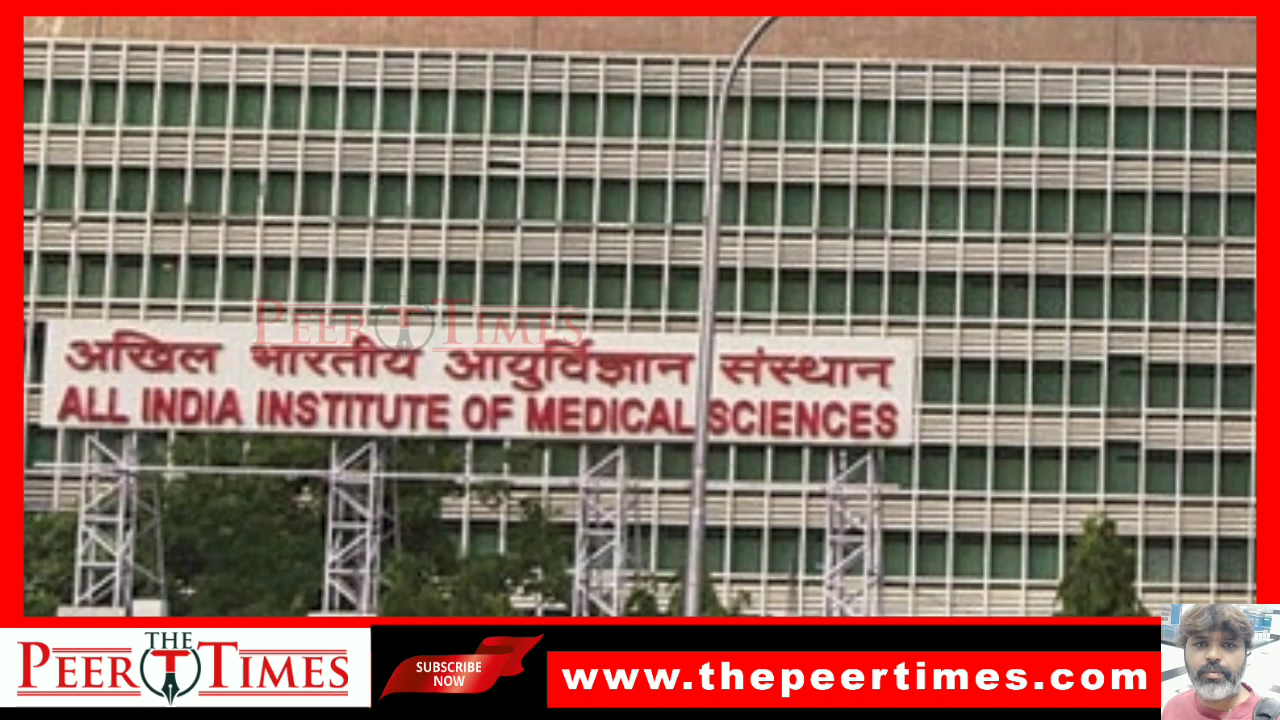 PEER TIMES
अखिल भारतीय आयुर्विज्ञान संस्थान
ALL INDIA INSTITUTE OF MEDICAL SCIENCES
THE
PEER TIMES
SUBSCRIBE
NOW
www.thepeertimes.com